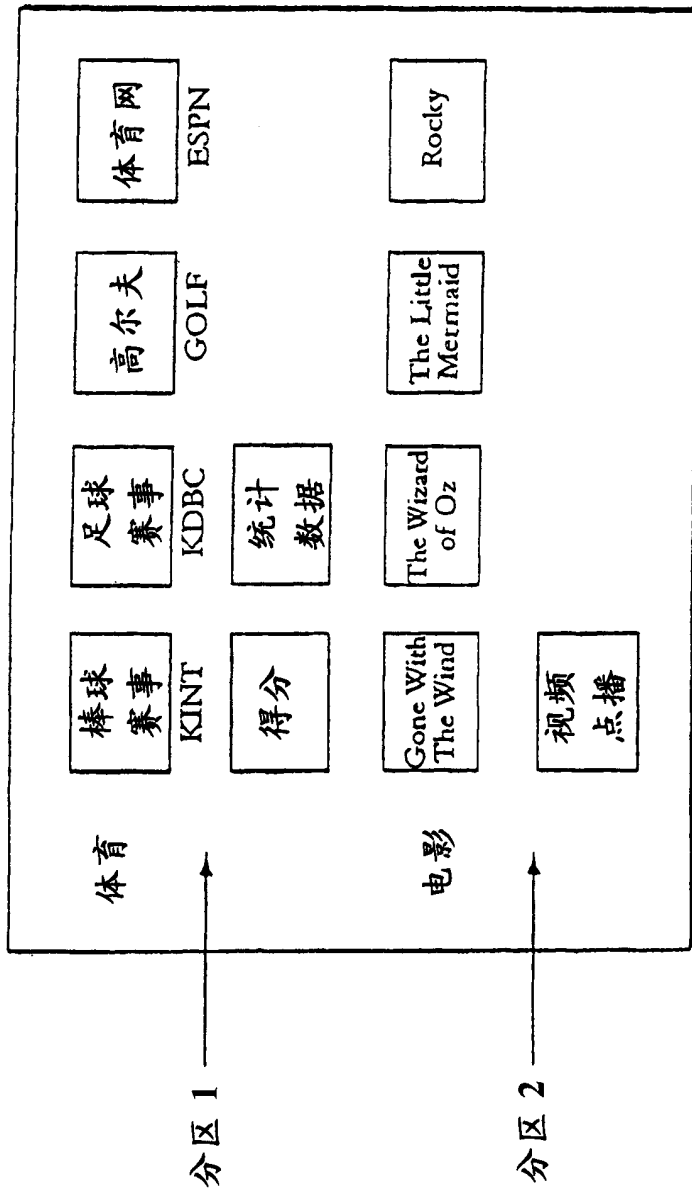 体育
棒球
赛事
KINT
足球
赛事
KDBC
高尔夫
GOLF
体育网
ESPN
得分
统计
数据
分区 1
电影
Gone With
The Wind
The Wizard
of Oz
The Little
Mermaid
Rocky
视频
点播
分区 2